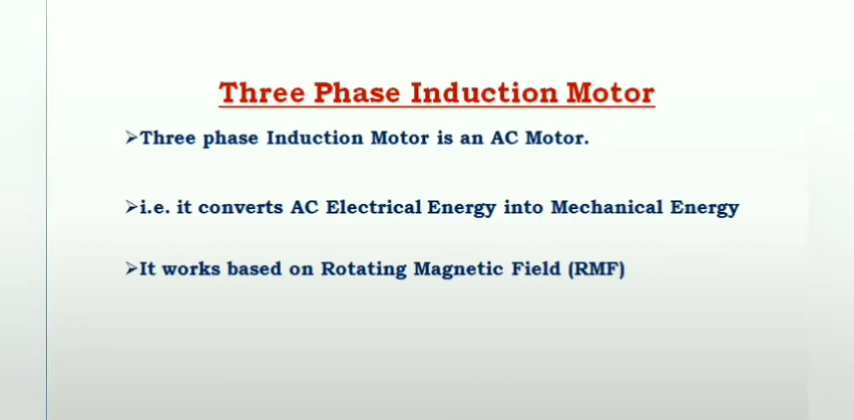 Three Phase Induction Motor
➢Three phase Induction Motor is an AC Motor.
➢i.e. it converts AC Electrical Energy into Mechanical Energy
➢It works based on Rotating Magnetic Field (RMF)